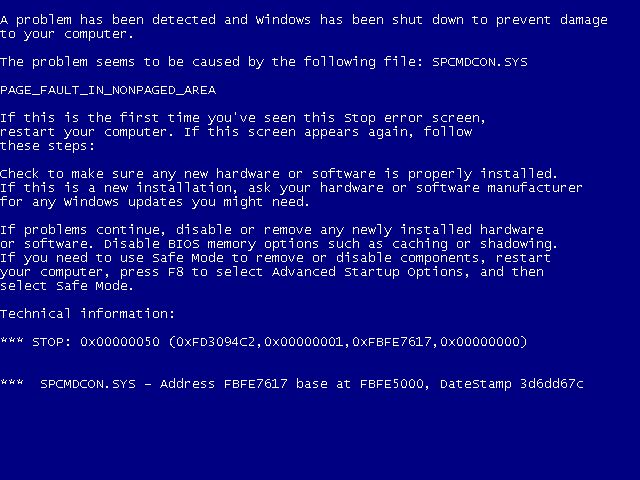 A problem has been detected and Windows has been shut down to prevent damage
to your computer.
The problem seems to be caused by the following file: SPCMDCON.SYS
PAGE_FAULT_IN_NONPAGED_AREA
If this is the first time you've seen this Stop error screen,
restart your computer. If this screen appears again, follow
these steps:
Check to make sure any new hardware or software is properly installed.
If this is a new installation, ask your hardware or software manufacturer
for any Windows updates you might need.
If problems continue, disable or remove any newly installed hardware
or software. Disable BIOS memory options such as caching or shadowing.
If you need to use Safe Mode to remove or disable components, restart
your computer, press F8 to select Advanced Startup Options, and then
select Safe Mode.
Technical information:
*** STOP: 0x00000050 (0xFD3094C2,0x00000001,0xFBFE7617,0x00000000)
***  SPCMDCON.SYS - Address FBFE7617 base at FBFE5000, DateStamp 3d6dd67c